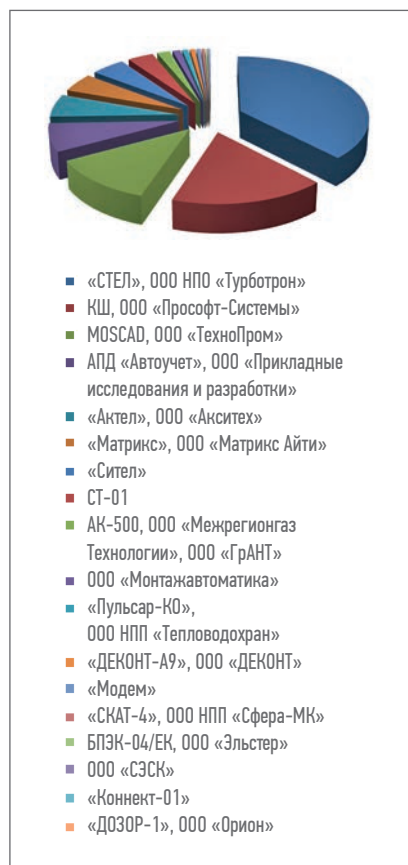 «СТЕЛ», ООО НПО «Турботрон»
КШ, ООО «Прософт-Системы»
MOSCAD, ООО «ТехноПром»
АПД «Автоучет», ООО «Прикладные
исследования и разработки»
«Актел», ООО «Акситех»
«Матрикс», ООО «Матрикс Айти»
«Сител»
СТ-01
АК-500, ООО «Межрегионгаз
Технологии», ООО «ГрАНТ»
ООО «Монтажавтоматика»
«Пульсар-КО»,
ООО НПП «Тепловодохран»
«ДЕКОНТ-А9», ООО «ДЕКОНТ»
«Модем»
«СКАТ-4», ООО НПП «Сфера-МК»
БПЭК-04/ЕК, ООО «Эльстер»
ООО «СЭСК»
«Коннект-01»
«ДОЗОР-1», ООО «Орион»